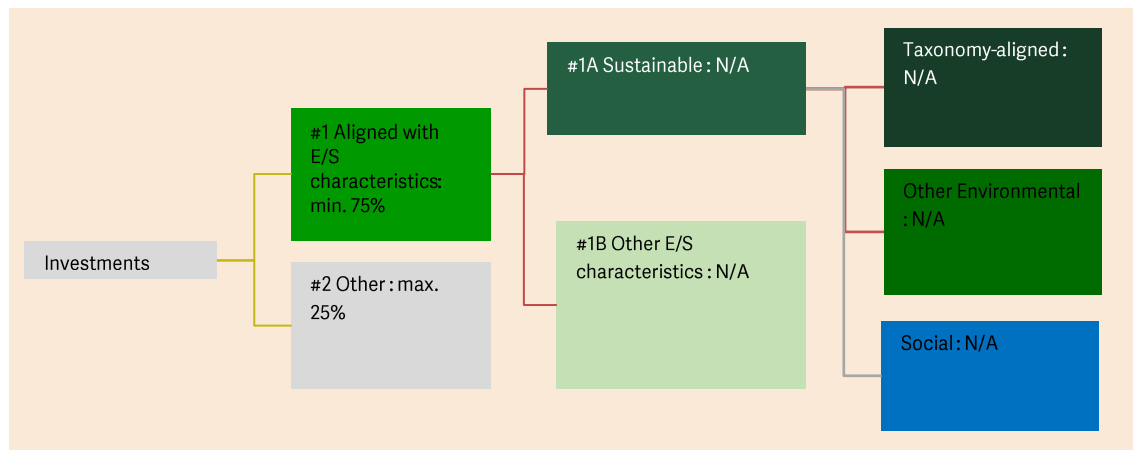 Investments
#1 Aligned with
E/S
characteristics:
min. 75%
#2 Other : max.
25%
#1A Sustainable : N/A
#1B Other E/S
characteristics : N/A
Taxonomy-aligned :
N/A
Other Environmental
: N/A
Social : N/A